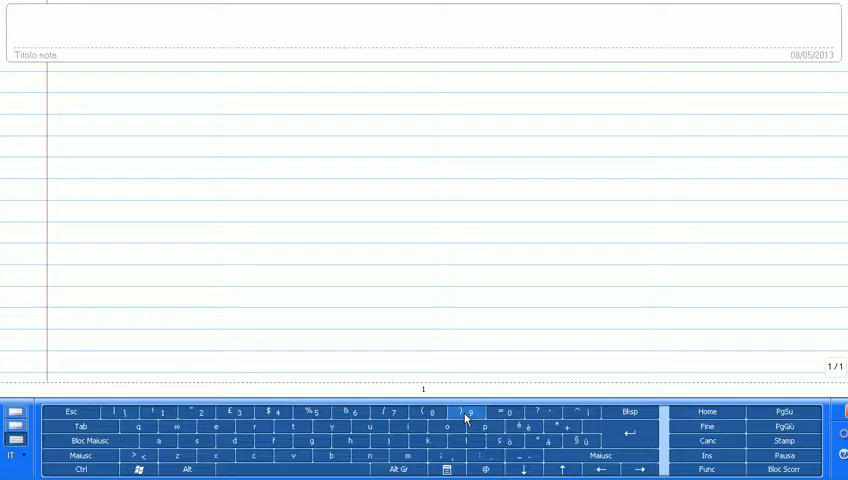 Titolo nota
08/05/2013
1 / 1
1
Esc | \ ! 1 " 2 £ 3 $ 4 % 5 & 6 / 7 ( 8 ) 9 = 0 ? ' ^ ì Bksp Home PgSu
Tab q w e r t y u i o p é è * + Fine PgGiù
Bloc Maiusc a s d f g h j k l ç ò ° à § ù Canc Stamp
Maiusc > < z x c v b n m ; , : . _ - Maiusc Ins Pausa
IT Ctrl Alt Alt Gr @ ↓ ↑ ← → Func Bloc Scorr